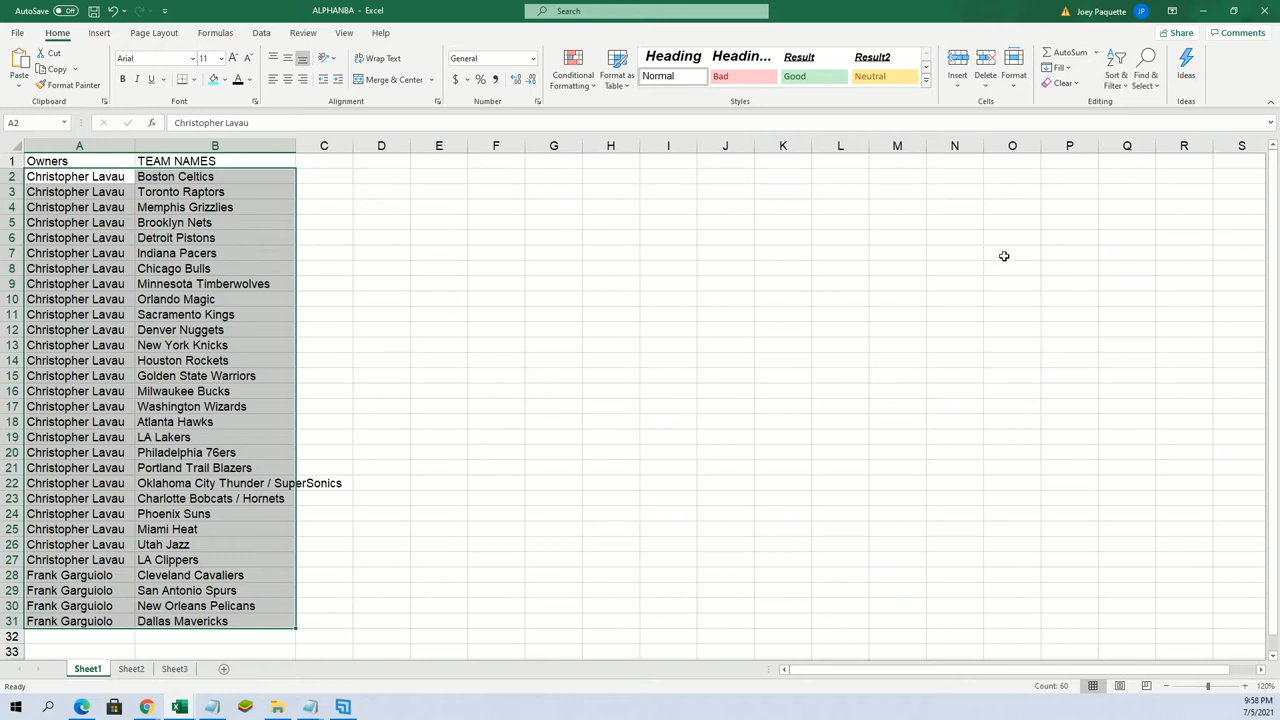 AutoSave Off ALPHANBA - Excel Search Joey Paquette JP
File Home Insert Page Layout Formulas Data Review View Help Share Comments
Paste Cut Copy Format Painter Clipboard
Arial 11 A A B I U A Font
Wrap Text Merge & Center Alignment
General $ % Number
Conditional Formatting Format as Table
Heading Headin... Result Result2
Normal Bad Good Neutral Styles
Insert Delete Format Cells
AutoSum Fill Clear Sort & Filter Find & Select Editing
Ideas Ideas
A2 fx Christopher Lavau
A B C D E F G H I J K L M N O P Q R S
1 Owners TEAM NAMES
2 Christopher Lavau Boston Celtics
3 Christopher Lavau Toronto Raptors
4 Christopher Lavau Memphis Grizzlies
5 Christopher Lavau Brooklyn Nets
6 Christopher Lavau Detroit Pistons
7 Christopher Lavau Indiana Pacers
8 Christopher Lavau Chicago Bulls
9 Christopher Lavau Minnesota Timberwolves
10 Christopher Lavau Orlando Magic
11 Christopher Lavau Sacramento Kings
12 Christopher Lavau Denver Nuggets
13 Christopher Lavau New York Knicks
14 Christopher Lavau Houston Rockets
15 Christopher Lavau Golden State Warriors
16 Christopher Lavau Milwaukee Bucks
17 Christopher Lavau Washington Wizards
18 Christopher Lavau Atlanta Hawks
19 Christopher Lavau LA Lakers
20 Christopher Lavau Philadelphia 76ers
21 Christopher Lavau Portland Trail Blazers
22 Christopher Lavau Oklahoma City Thunder / SuperSonics
23 Christopher Lavau Charlotte Bobcats / Hornets
24 Christopher Lavau Phoenix Suns
25 Christopher Lavau Miami Heat
26 Christopher Lavau Utah Jazz
27 Christopher Lavau LA Clippers
28 Frank Garguiolo Cleveland Cavaliers
29 Frank Garguiolo San Antonio Spurs
30 Frank Garguiolo New Orleans Pelicans
31 Frank Garguiolo Dallas Mavericks
32
33
Sheet1 Sheet2 Sheet3
Ready Count: 60 120%
9:58 PM
7/5/2021